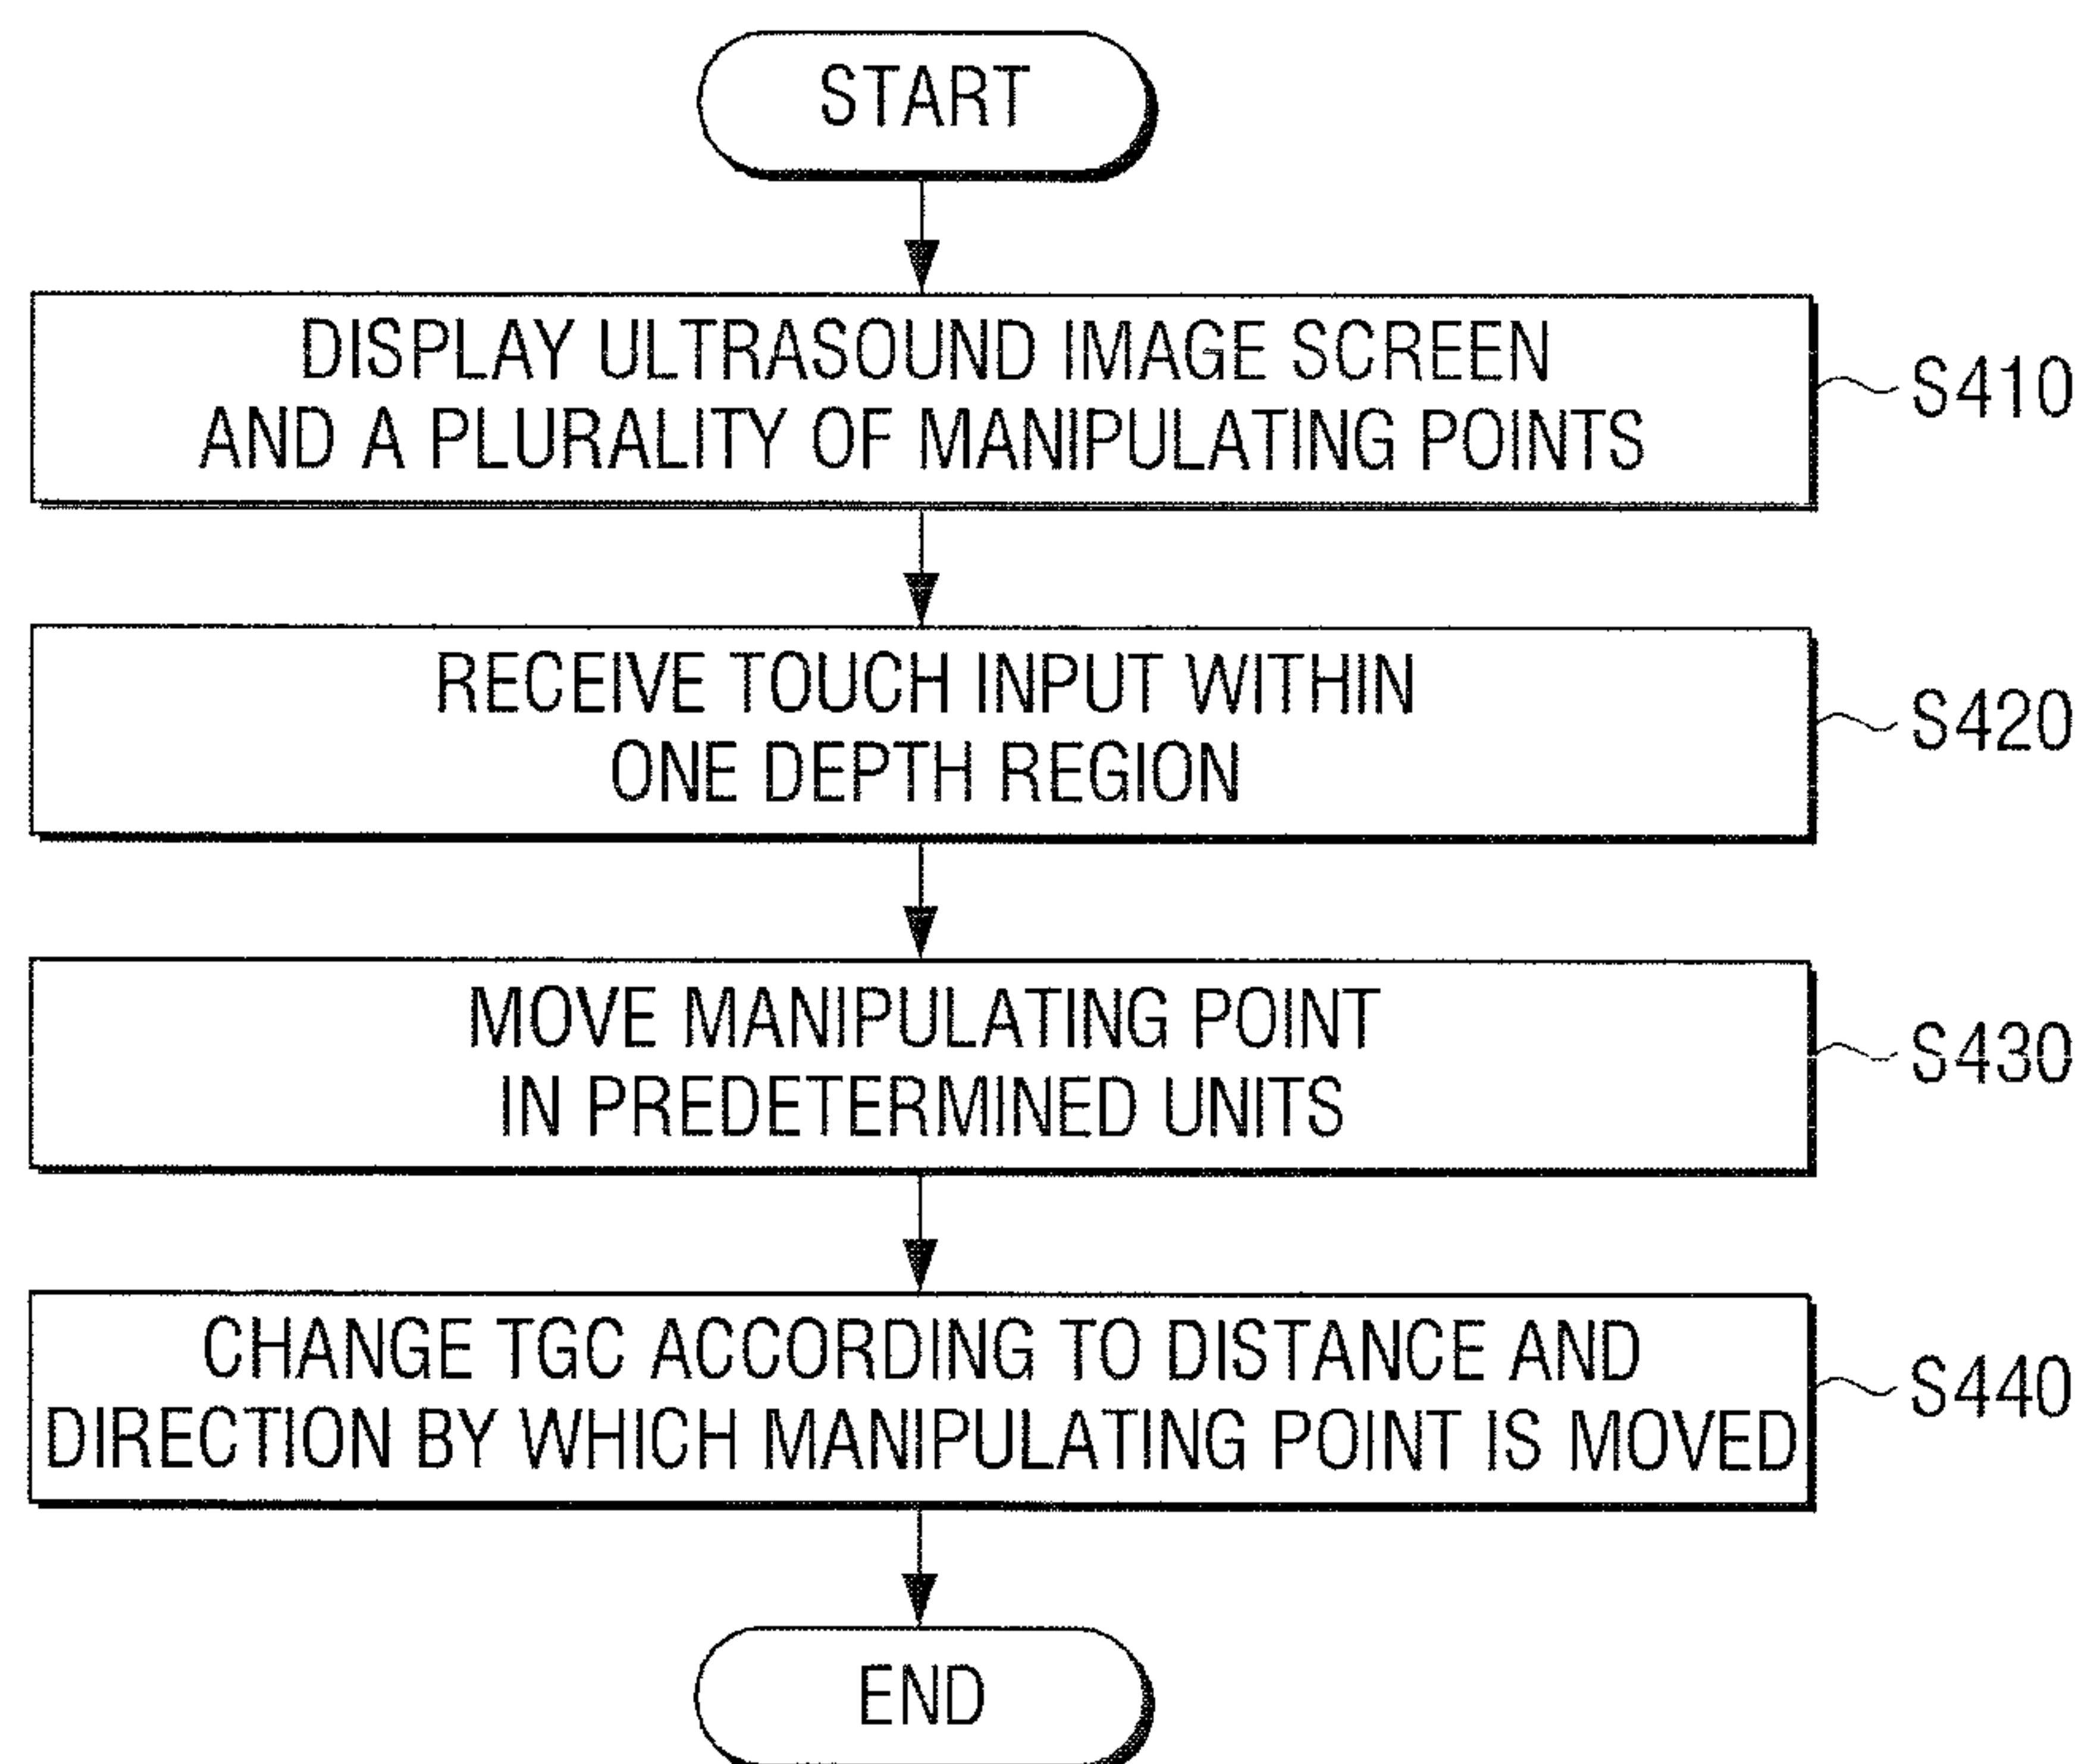 START
DISPLAY ULTRASOUND IMAGE SCREEN
AND A PLURALITY OF MANIPULATING POINTS
S410
RECEIVE TOUCH INPUT WITHIN
ONE DEPTH REGION
S420
MOVE MANIPULATING POINT
IN PREDETERMINED UNITS
S430
CHANGE TGC ACCORDING TO DISTANCE AND
DIRECTION BY WHICH MANIPULATING POINT IS MOVED
S440
END